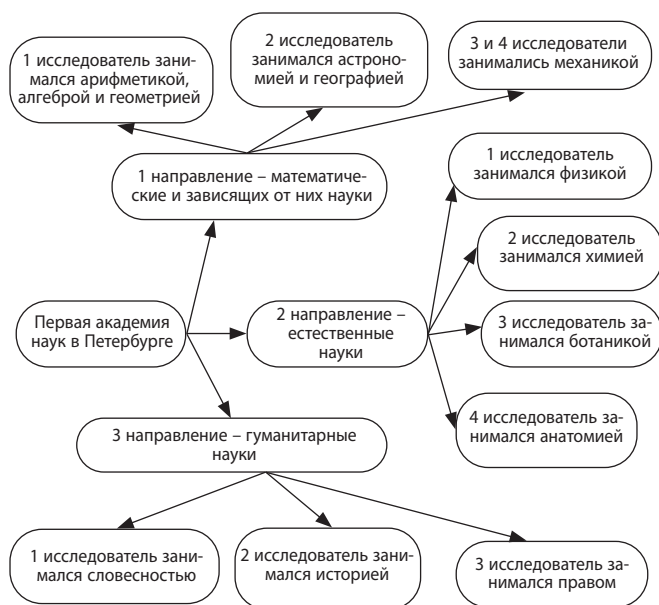 1 исследователь зани-
мался арифметикой,
алгеброй и геометрией
2 исследователь
занимался астроно-
мией и географией
3 и 4 исследователи
занимались механикой
1 направление – математиче-
ские и зависящих от них науки
1 исследователь
занимался физикой
2 исследователь
занимался химией
Первая академия
наук в Петербурге
2 направление –
естественные
науки
3 исследователь за-
нимался ботаникой
4 исследователь за-
нимался анатомией
3 направление – гуманитарные
науки
1 исследователь зани-
мался словесностью
2 исследователь зани-
мался историей
3 исследователь за-
нимался правом